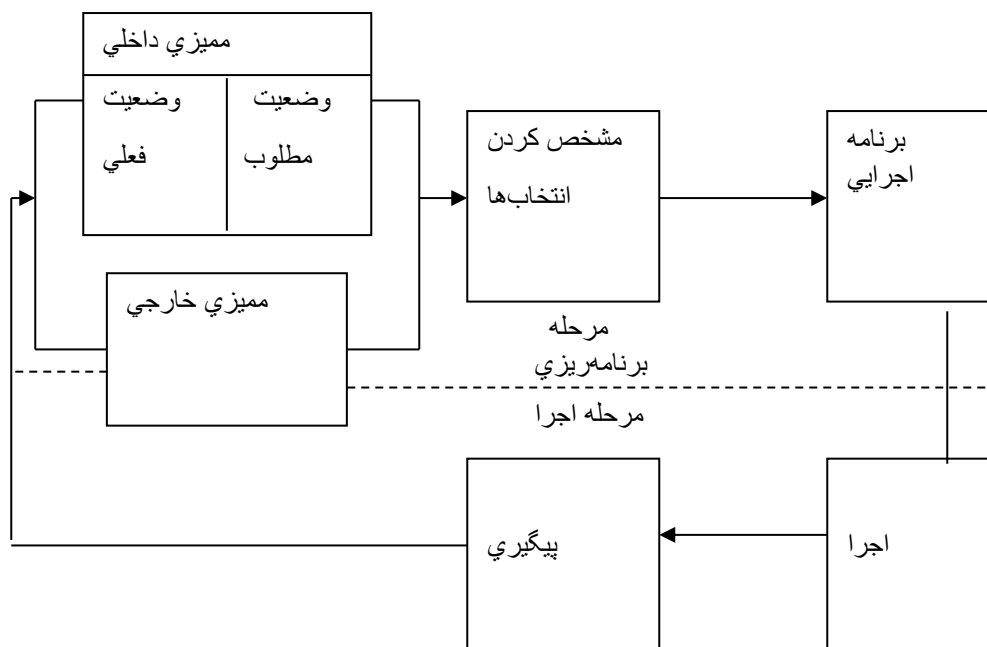 مميزي داخلي
وضعيت
فعلي
وضعيت
مطلوب
مشخص كردن
انتخاب‌ها
برنامه
اجرايي
مميزي خارجي
مرحله
برنامه‌ريزي
مرحله اجرا
پيگيري
اجرا